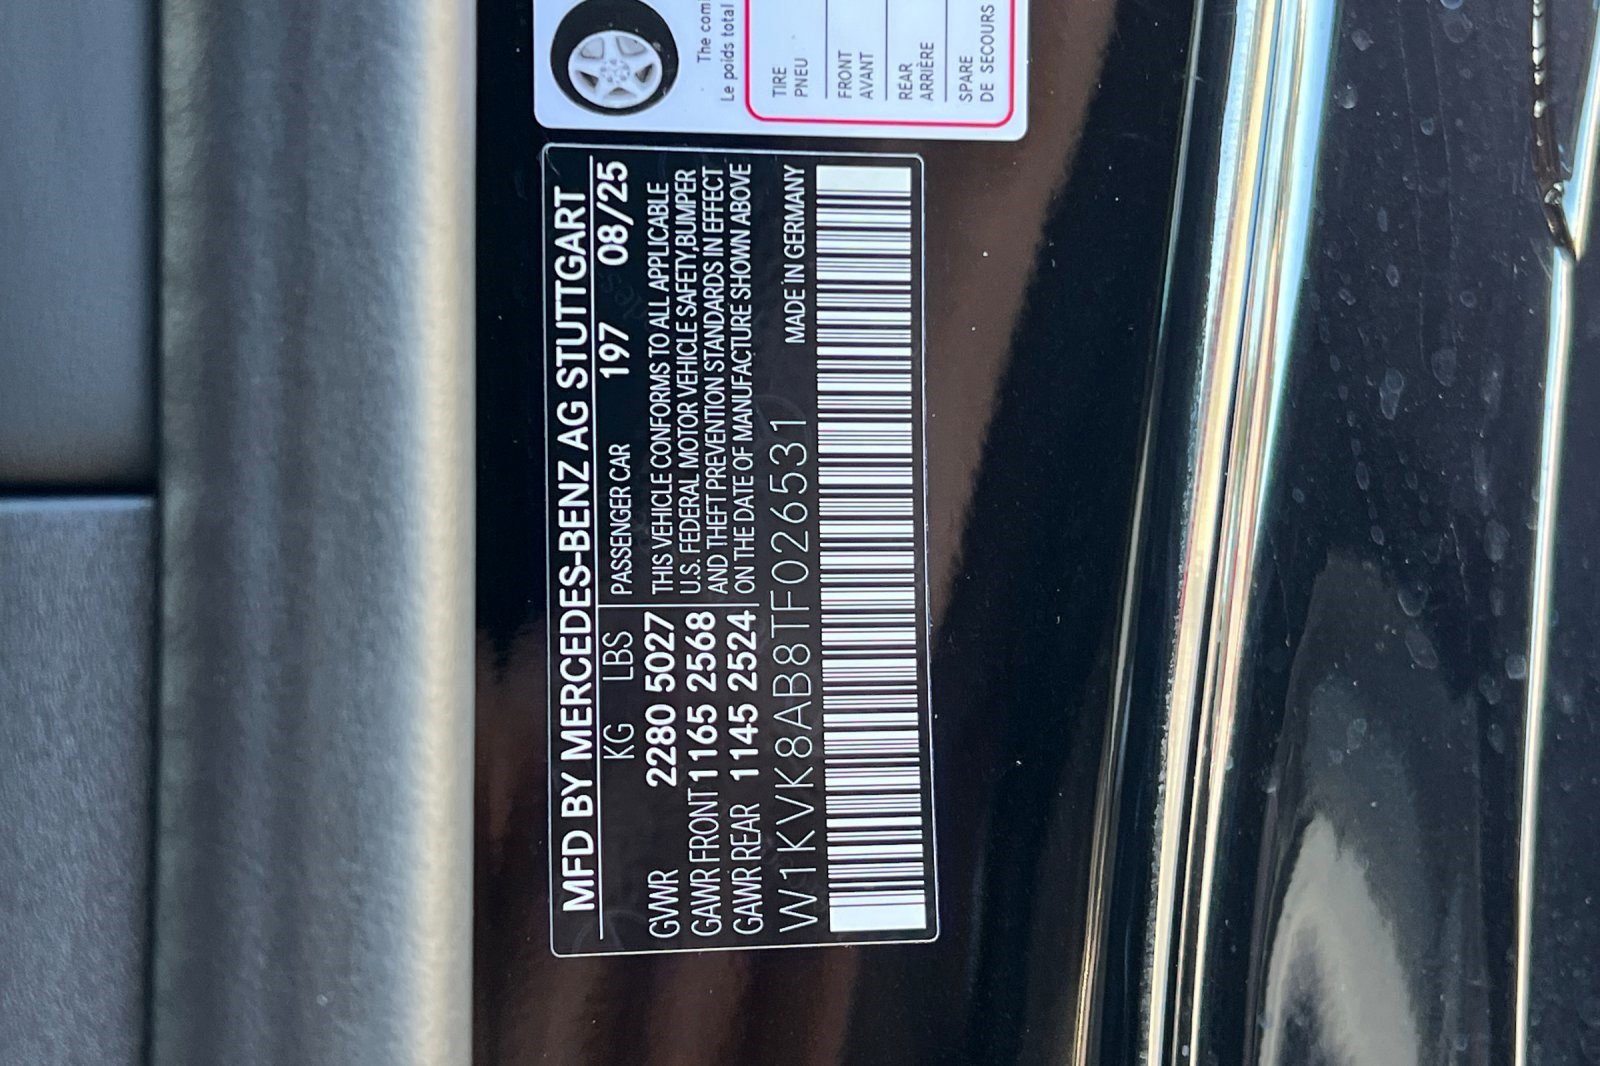 MFD BY MERCEDES-BENZ AG STUTTGART
KG LBS
PASSENGER CAR 197 08/25
GVWR 2280 5027
GAWR FRONT 1165 2568
GAWR REAR 1145 2524
THIS VEHICLE CONFORMS TO ALL APPLICABLE
U.S. FEDERAL MOTOR VEHICLE SAFETY,BUMPER
AND THEFT PREVENTION STANDARDS IN EFFECT
ON THE DATE OF MANUFACTURE SHOWN ABOVE
W1KVK8AB8TF026531 MADE IN GERMANY
The
Le poids total
TIRE
PNEU
FRONT
AVANT
REAR
ARRIÈRE
SPARE
DE SECOURS